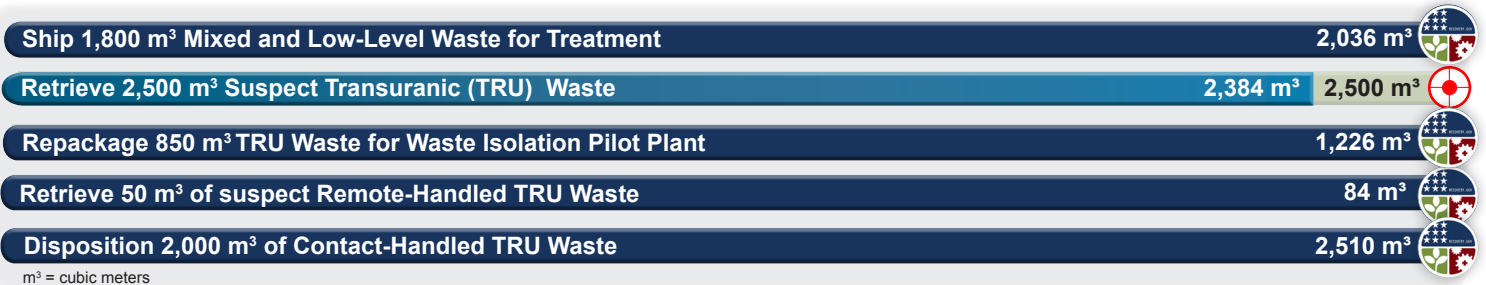 Ship 1,800 m³ Mixed and Low-Level Waste for Treatment 2,036 m³
Retrieve 2,500 m³ Suspect Transuranic (TRU) Waste 2,384 m³ 2,500 m³
Repackage 850 m³ TRU Waste for Waste Isolation Pilot Plant 1,226 m³
Retrieve 50 m³ of suspect Remote-Handled TRU Waste 84 m³
Disposition 2,000 m³ of Contact-Handled TRU Waste 2,510 m³
m³ = cubic meters